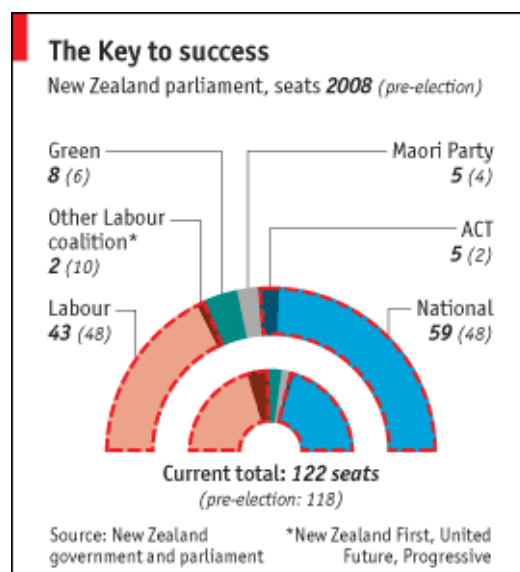 The Key to success
New Zealand parliament, seats 2008 (pre-election)
Green
8 (6)
Maori Party
5 (4)
Other Labour
coalition*
2 (10)
ACT
5 (2)
Labour
43 (48)
National
59 (48)
Current total: 122 seats
(pre-election: 118)
Source: New Zealand
government and parliament
*New Zealand First, United
Future, Progressive